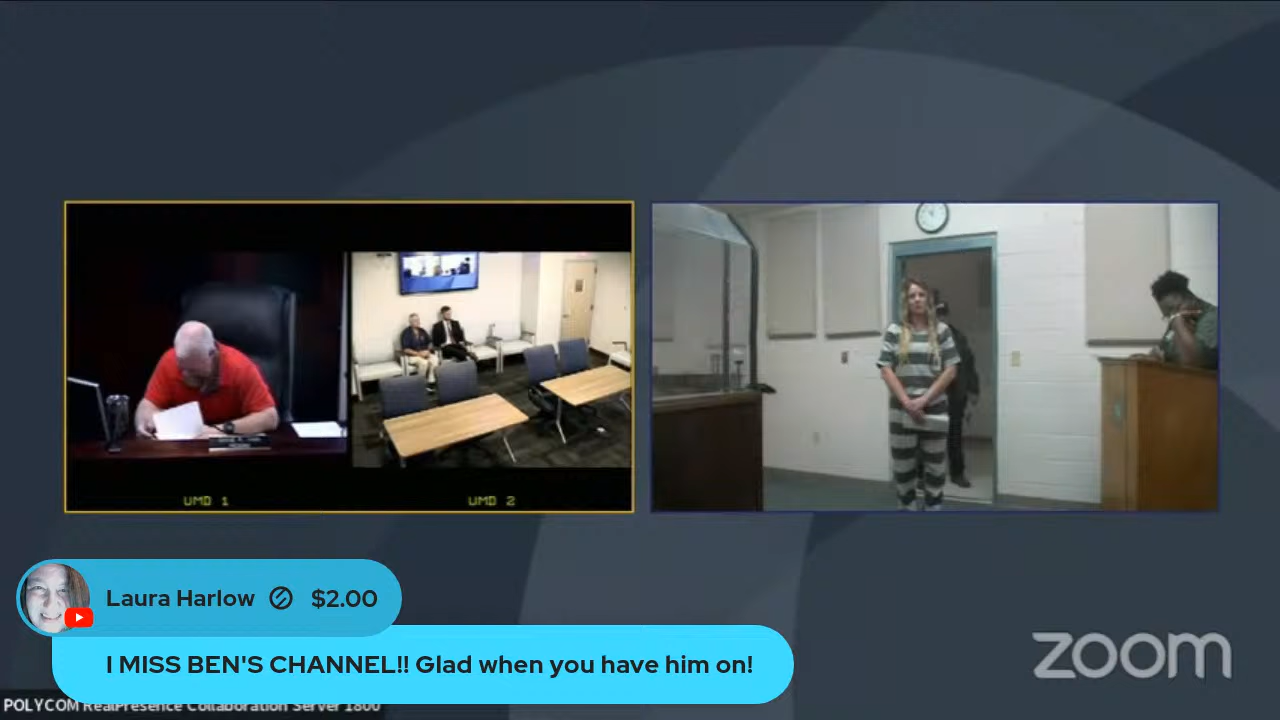 UMD 1
UMD 2
Laura Harlow $2.00
I MISS BEN'S CHANNEL!! Glad when you have him on!
zoom
POLYCOM RealPresence Collaboration Server 1800